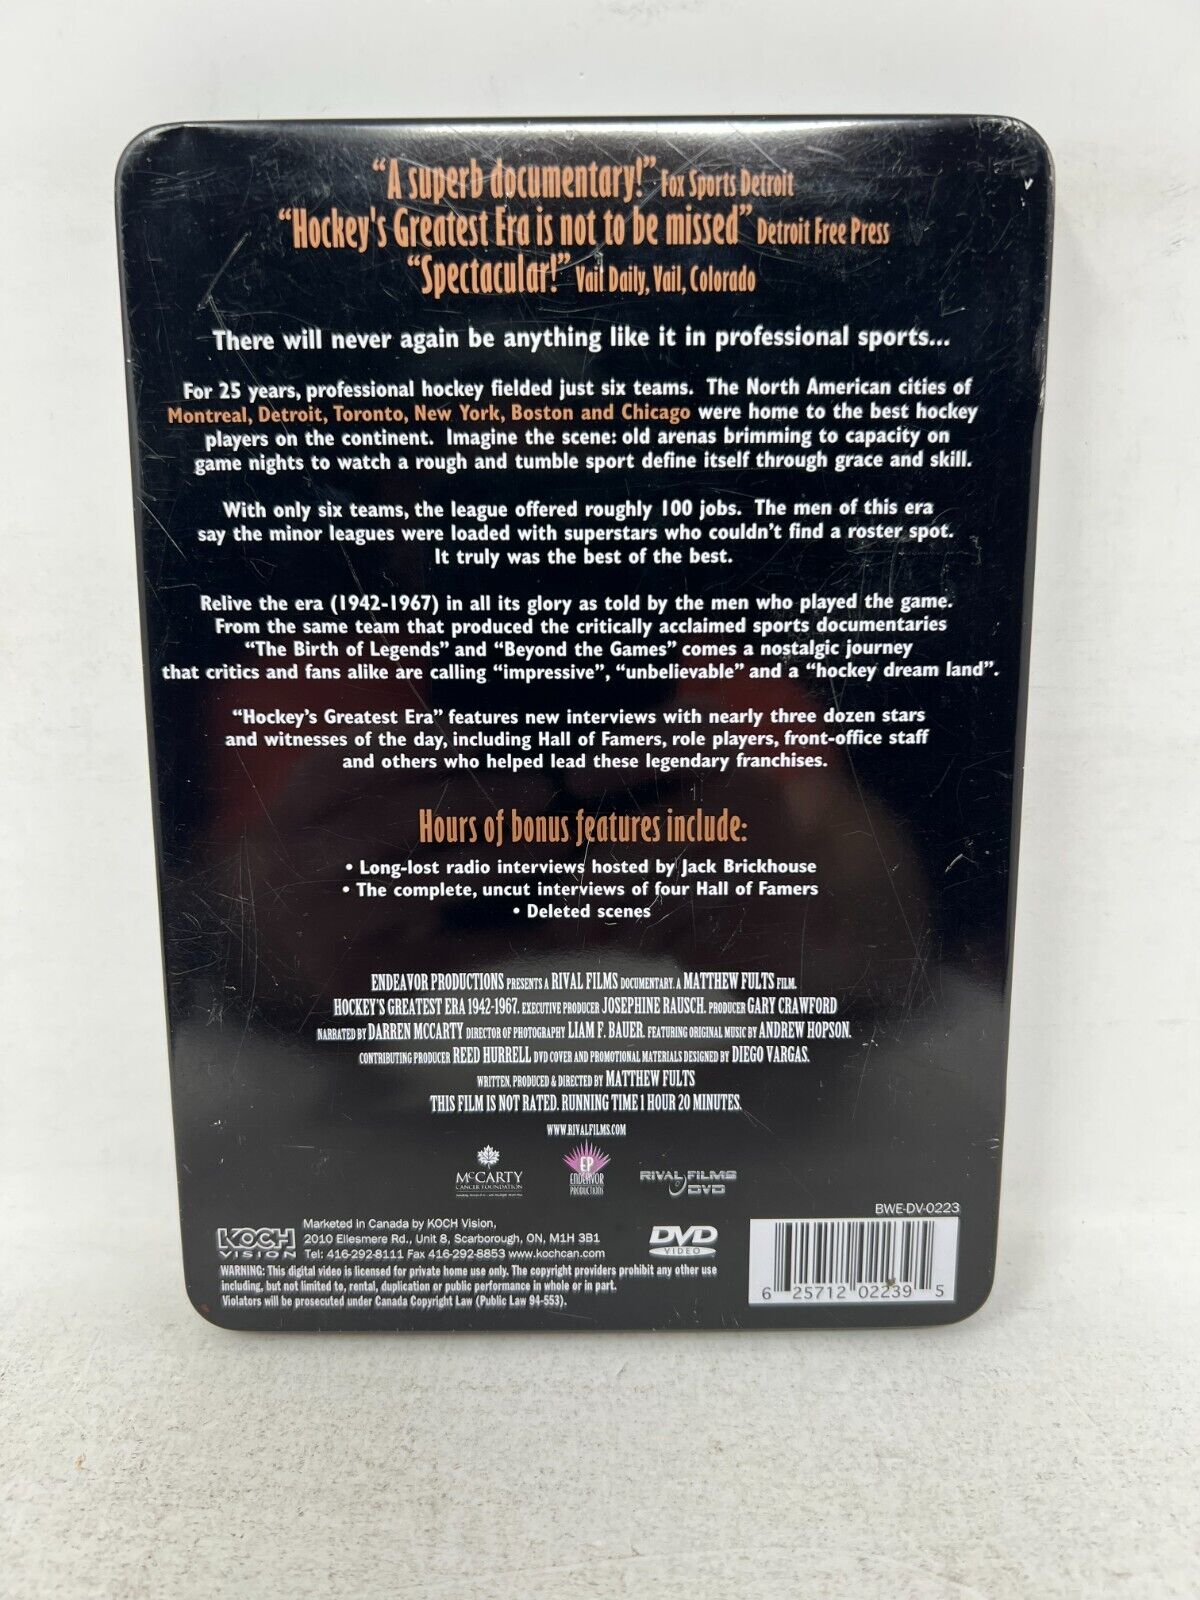 “A superb documentary!” Fox Sports Detroit
“Hockey's Greatest Era is not to be missed” Detroit Free Press
“Spectacular!” Vail Daily, Vail, Colorado
There will never again be anything like it in professional sports...
For 25 years, professional hockey fielded just six teams. The North American cities of
Montreal, Detroit, Toronto, New York, Boston and Chicago were home to the best hockey
players on the continent. Imagine the scene: old arenas brimming to capacity on
game nights to watch a rough and tumble sport define itself through grace and skill.
With only six teams, the league offered roughly 100 jobs. The men of this era
say the minor leagues were loaded with superstars who couldn't find a roster spot.
It truly was the best of the best.
Relive the era (1942-1967) in all its glory as told by the men who played the game.
From the same team that produced the critically acclaimed sports documentaries
“The Birth of Legends” and “Beyond the Games” comes a nostalgic journey
that critics and fans alike are calling “impressive”, “unbelievable” and a “hockey dream land”.
“Hockey's Greatest Era” features new interviews with nearly three dozen stars
and witnesses of the day, including Hall of Famers, role players, front-office staff
and others who helped lead these legendary franchises.
Hours of bonus features include:
• Long-lost radio interviews hosted by Jack Brickhouse
• The complete, uncut interviews of four Hall of Famers
• Deleted scenes
ENDEAVOR PRODUCTIONS PRESENTS A RIVAL FILMS DOCUMENTARY. A MATTHEW FULTS FILM.
HOCKEY'S GREATEST ERA 1942-1967. EXECUTIVE PRODUCER JOSEPHINE RAUSCH. PRODUCER GARY CRAWFORD
NARRATED BY DARREN MCCARTY DIRECTOR OF PHOTOGRAPHY LIAM F. BAUER. FEATURING ORIGINAL MUSIC BY ANDREW HOPSON.
CONTRIBUTING PRODUCER REED HURRELL DVD COVER AND PROMOTIONAL MATERIALS DESIGNED BY DIEGO VARGAS.
WRITTEN, PRODUCED & DIRECTED BY MATTHEW FULTS
THIS FILM IS NOT RATED. RUNNING TIME 1 HOUR 20 MINUTES.
WWW.RIVALFILMS.COM
MCCARTY
CANCER FOUNDATION
EP
ENDEAVOR
PRODUCTIONS
RIVAL FILMS
DVD
BWE-DV-0223
KOCH
VISION
Marketed in Canada by KOCH Vision,
2010 Ellesmere Rd., Unit 8, Scarborough, ON, M1H 3B1
Tel: 416-292-8111 Fax 416-292-8853 www.kochcan.com
DVD
VIDEO
WARNING: This digital video is licensed for private home use only. The copyright providers prohibit any other use
including, but not limited to, rental, duplication or public performance in whole or in part.
Violators will be prosecuted under Canada Copyright Law (Public Law 94-553).
6 25712 02239 5